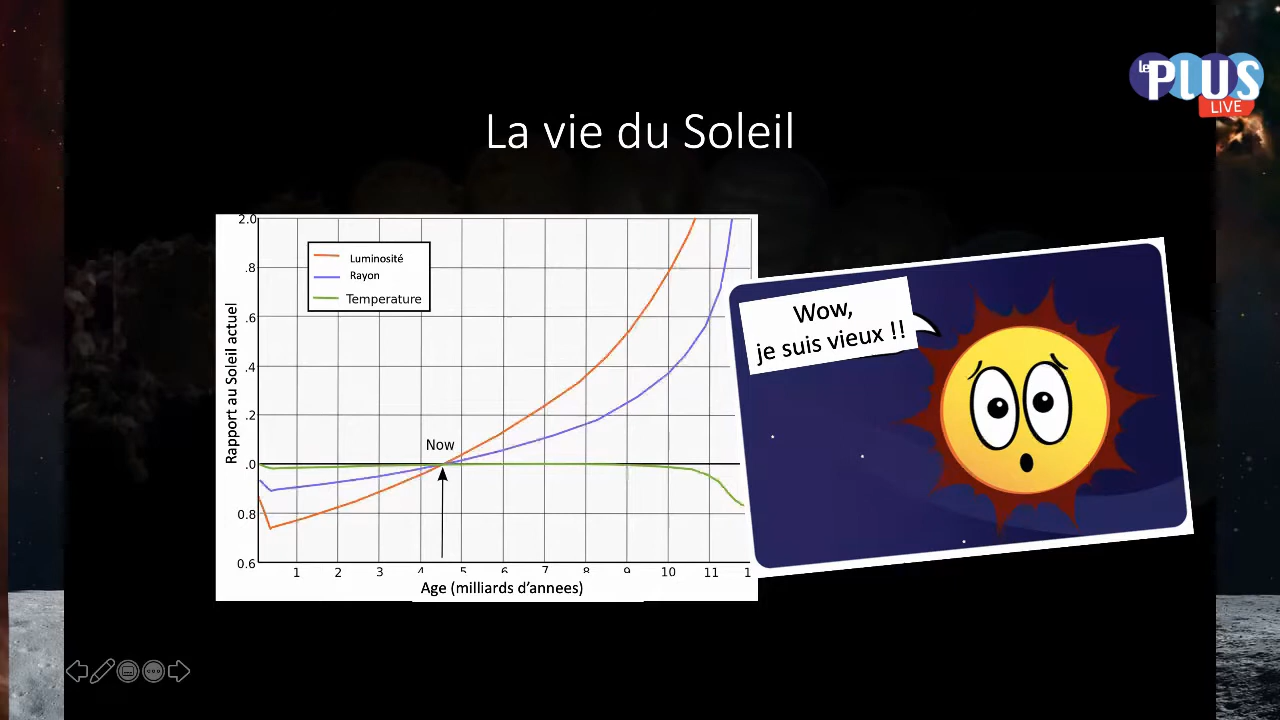 le
PLUS
LIVE
La vie du Soleil
2.0
.8
.6
.4
.2
.0
0.8
0.6
Rapport au Soleil actuel
Luminosité
Rayon
Temperature
Now
1 2 3 4 5 6 7 8 9 10 11 1
Age (milliards d’annees)
Wow,
je suis vieux !!